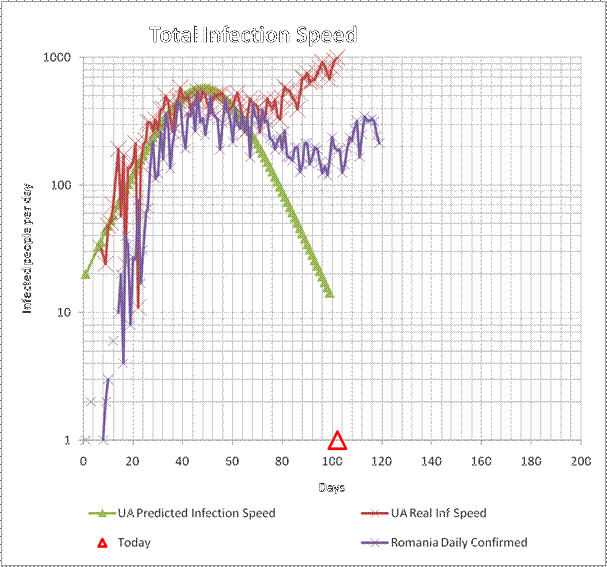 Total Infection Speed
1000
100
10
1
Infected people per day
0 20 40 60 80 100 120 140 160 180 200
Days
UA Predicted Infection Speed
UA Real Inf Speed
Today
Romania Daily Confirmed